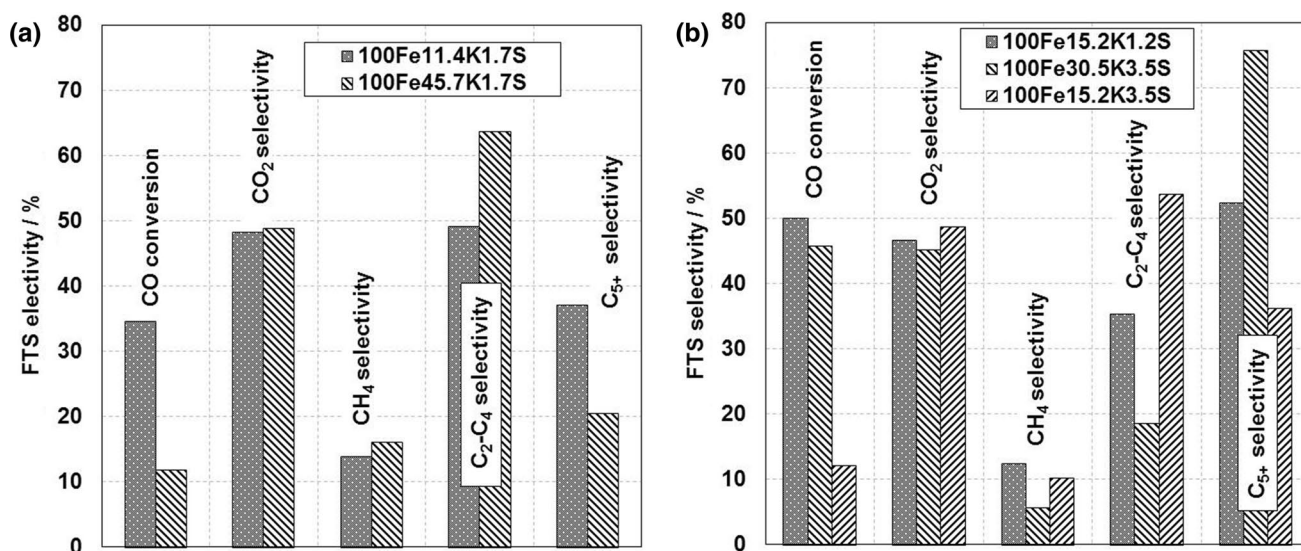 (a)
80
70
60
50
40
30
20
10
0
FTS electivity / %
100Fe11.4K1.7S
100Fe45.7K1.7S
CO conversion
CO₂ selectivity
CH₄ selectivity
C₂-C₄ selectivity
C₅₊ selectivity
(b)
80
70
60
50
40
30
20
10
0
FTS selectivity / %
100Fe15.2K1.2S
100Fe30.5K3.5S
100Fe15.2K3.5S
CO conversion
CO₂ selectivity
CH₄ selectivity
C₂-C₄ selectivity
C₅₊ selectivity